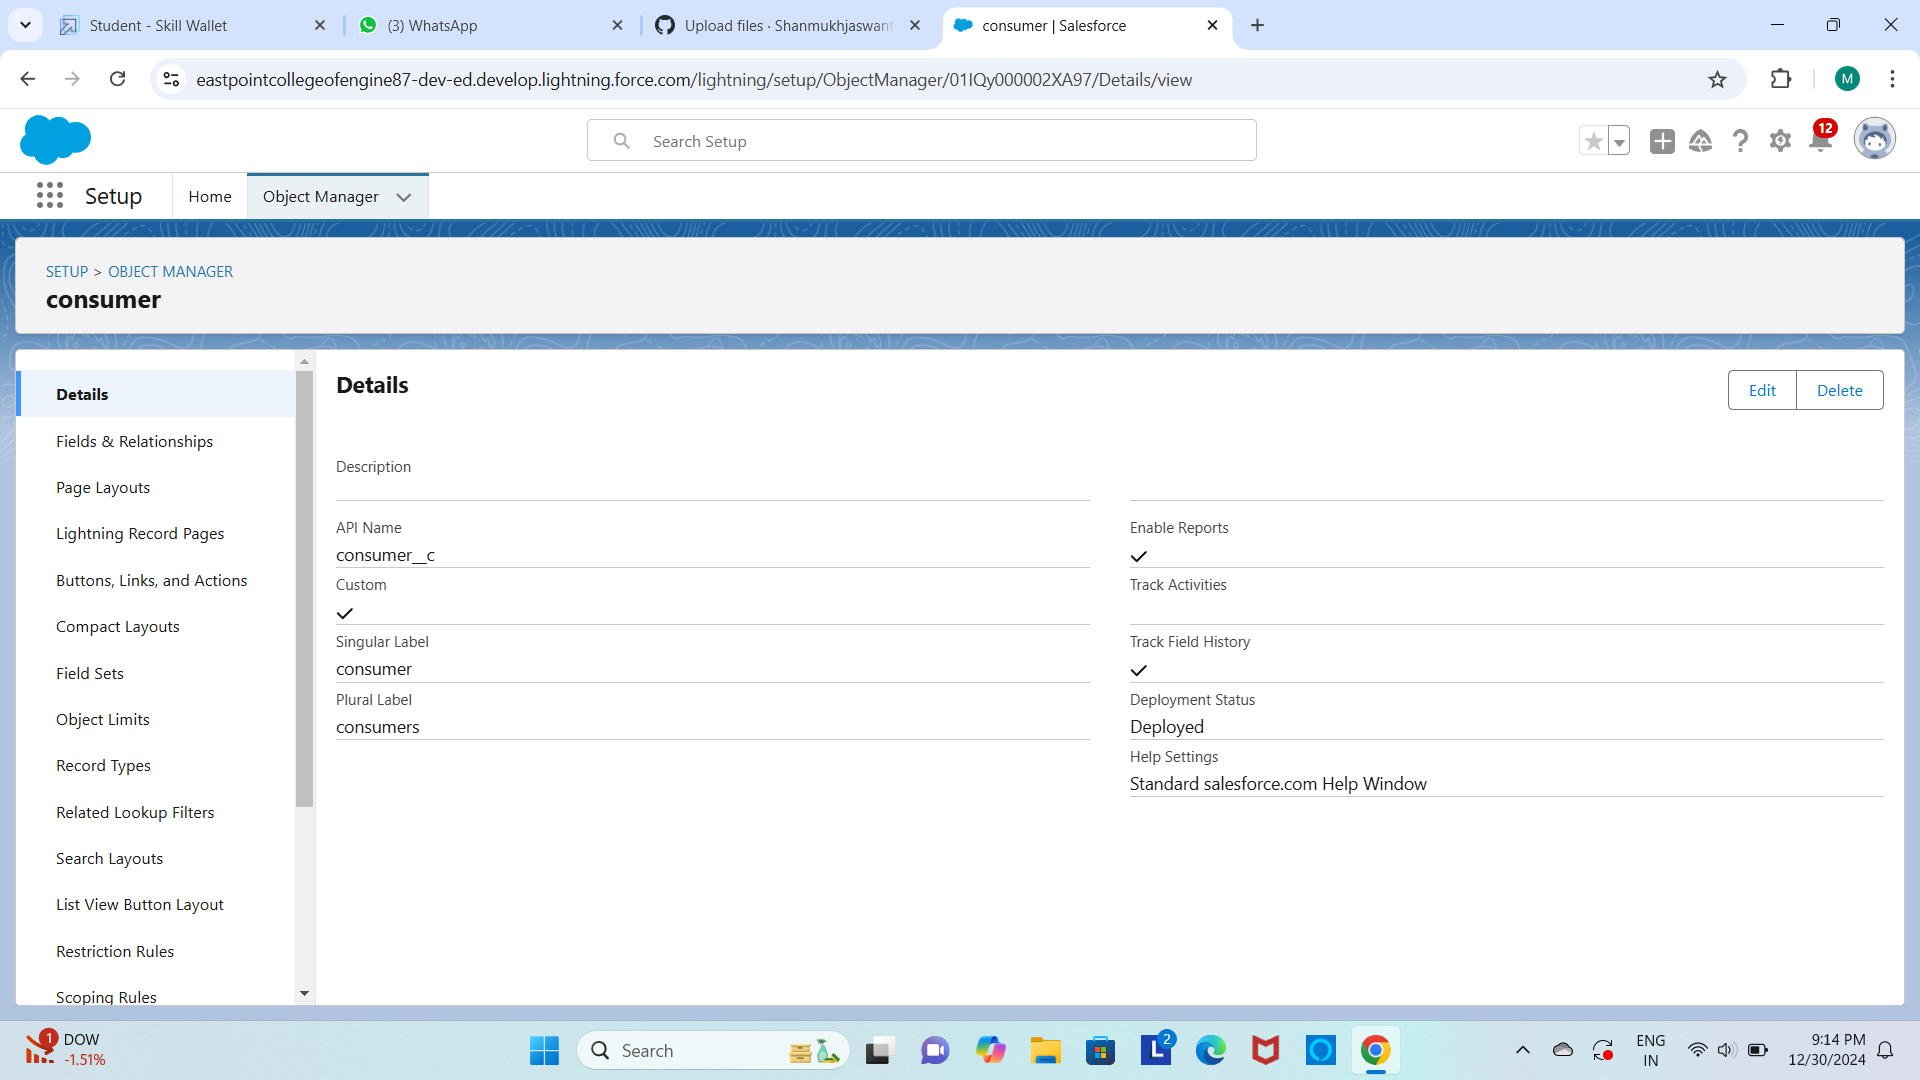 Student - Skill Wallet
(3) WhatsApp
Upload files · Shanmukhjaswant
consumer | Salesforce
eastpointcollegeofengine87-dev-ed.develop.lightning.force.com/lightning/setup/ObjectManager/01IQy000002XA97/Details/view
M
Search Setup
12
Setup
Home
Object Manager
SETUP > OBJECT MANAGER
consumer
Details
Fields & Relationships
Page Layouts
Lightning Record Pages
Buttons, Links, and Actions
Compact Layouts
Field Sets
Object Limits
Record Types
Related Lookup Filters
Search Layouts
List View Button Layout
Restriction Rules
Scoping Rules
Details
Edit
Delete
Description
API Name
consumer__c
Custom
Singular Label
consumer
Plural Label
consumers
Enable Reports
Track Activities
Track Field History
Deployment Status
Deployed
Help Settings
Standard salesforce.com Help Window
1
DOW
-1.51%
Search
L
2
ENG
IN
9:14 PM
12/30/2024